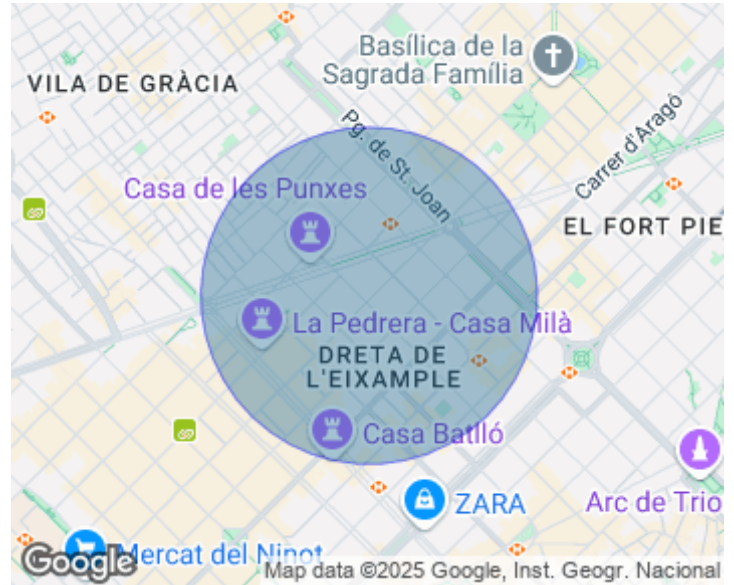 Basílica de la
Sagrada Família
VILA DE GRÀCIA
Pg. de St. Joan
Carrer d'Aragó
Casa de les Punxes
EL FORT PIE
La Pedrera - Casa Milà
DRETA DE
L'EIXAMPLE
Casa Batlló
ZARA
Arc de Trio
Mercat del Ninot
Google
Map data ©2025 Google, Inst. Geogr. Nacional